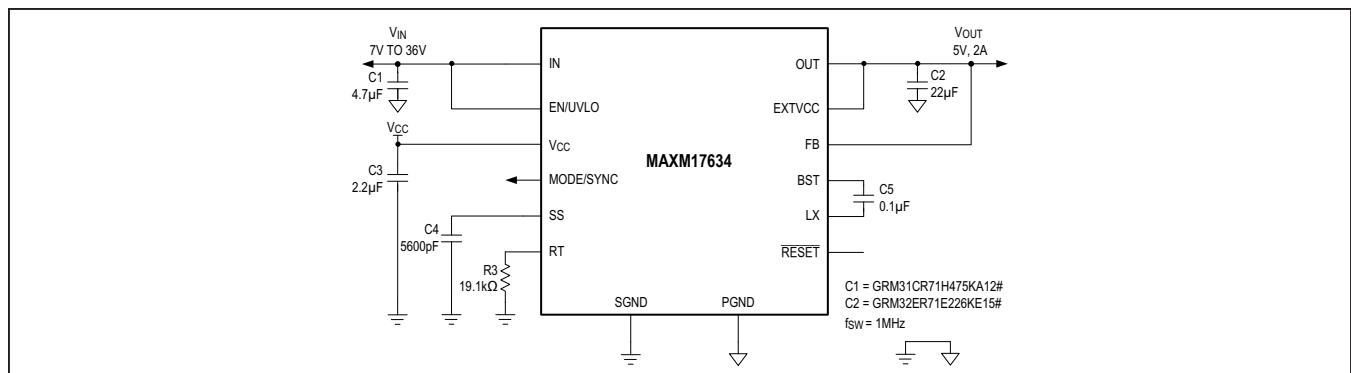 VIN
7V TO 36V
C1
4.7µF
VCC
C3
2.2µF
C4
5600pF
R3
19.1kΩ
IN
EN/UVLO
VCC
MODE/SYNC
SS
RT
MAXM17634
SGND
PGND
OUT
EXTVCC
FB
BST
LX
RESET
VOUT
5V, 2A
C2
22µF
C5
0.1µF
C1 = GRM31CR71H475KA12#
C2 = GRM32ER71E226KE15#
fSW = 1MHz